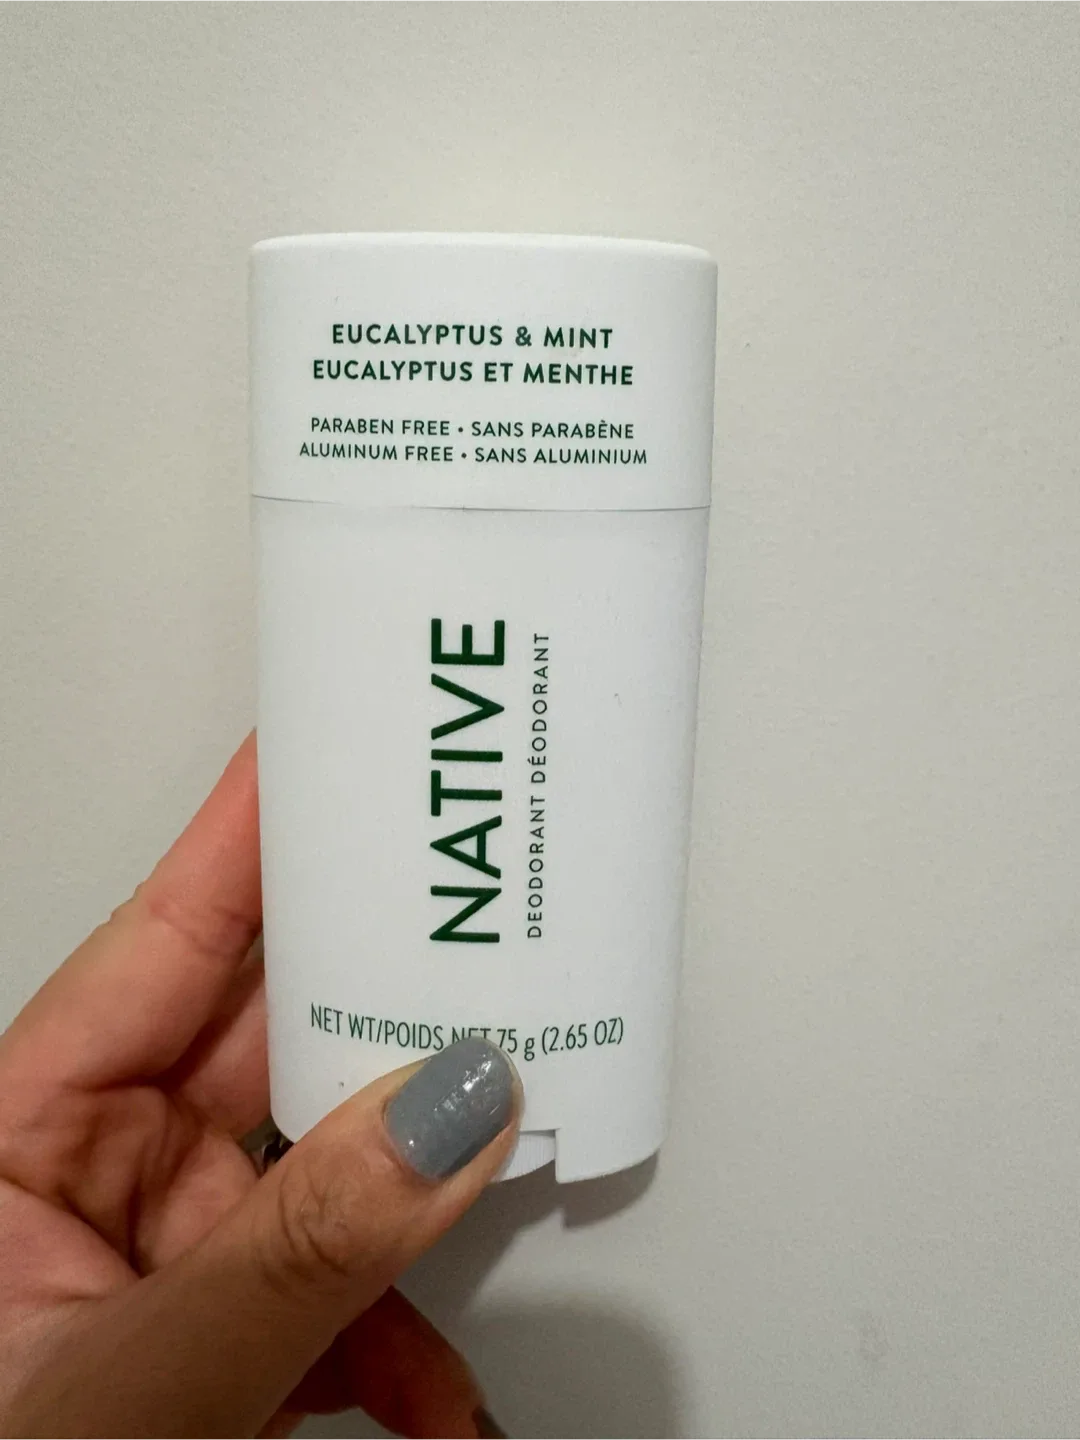 EUCALYPTUS & MINT
EUCALYPTUS ET MENTHE
PARABEN FREE • SANS PARABÈNE
ALUMINUM FREE • SANS ALUMINIUM
NATIVE
DEODORANT DÉODORANT
NET WT/POIDS NET 75 g (2.65 OZ)